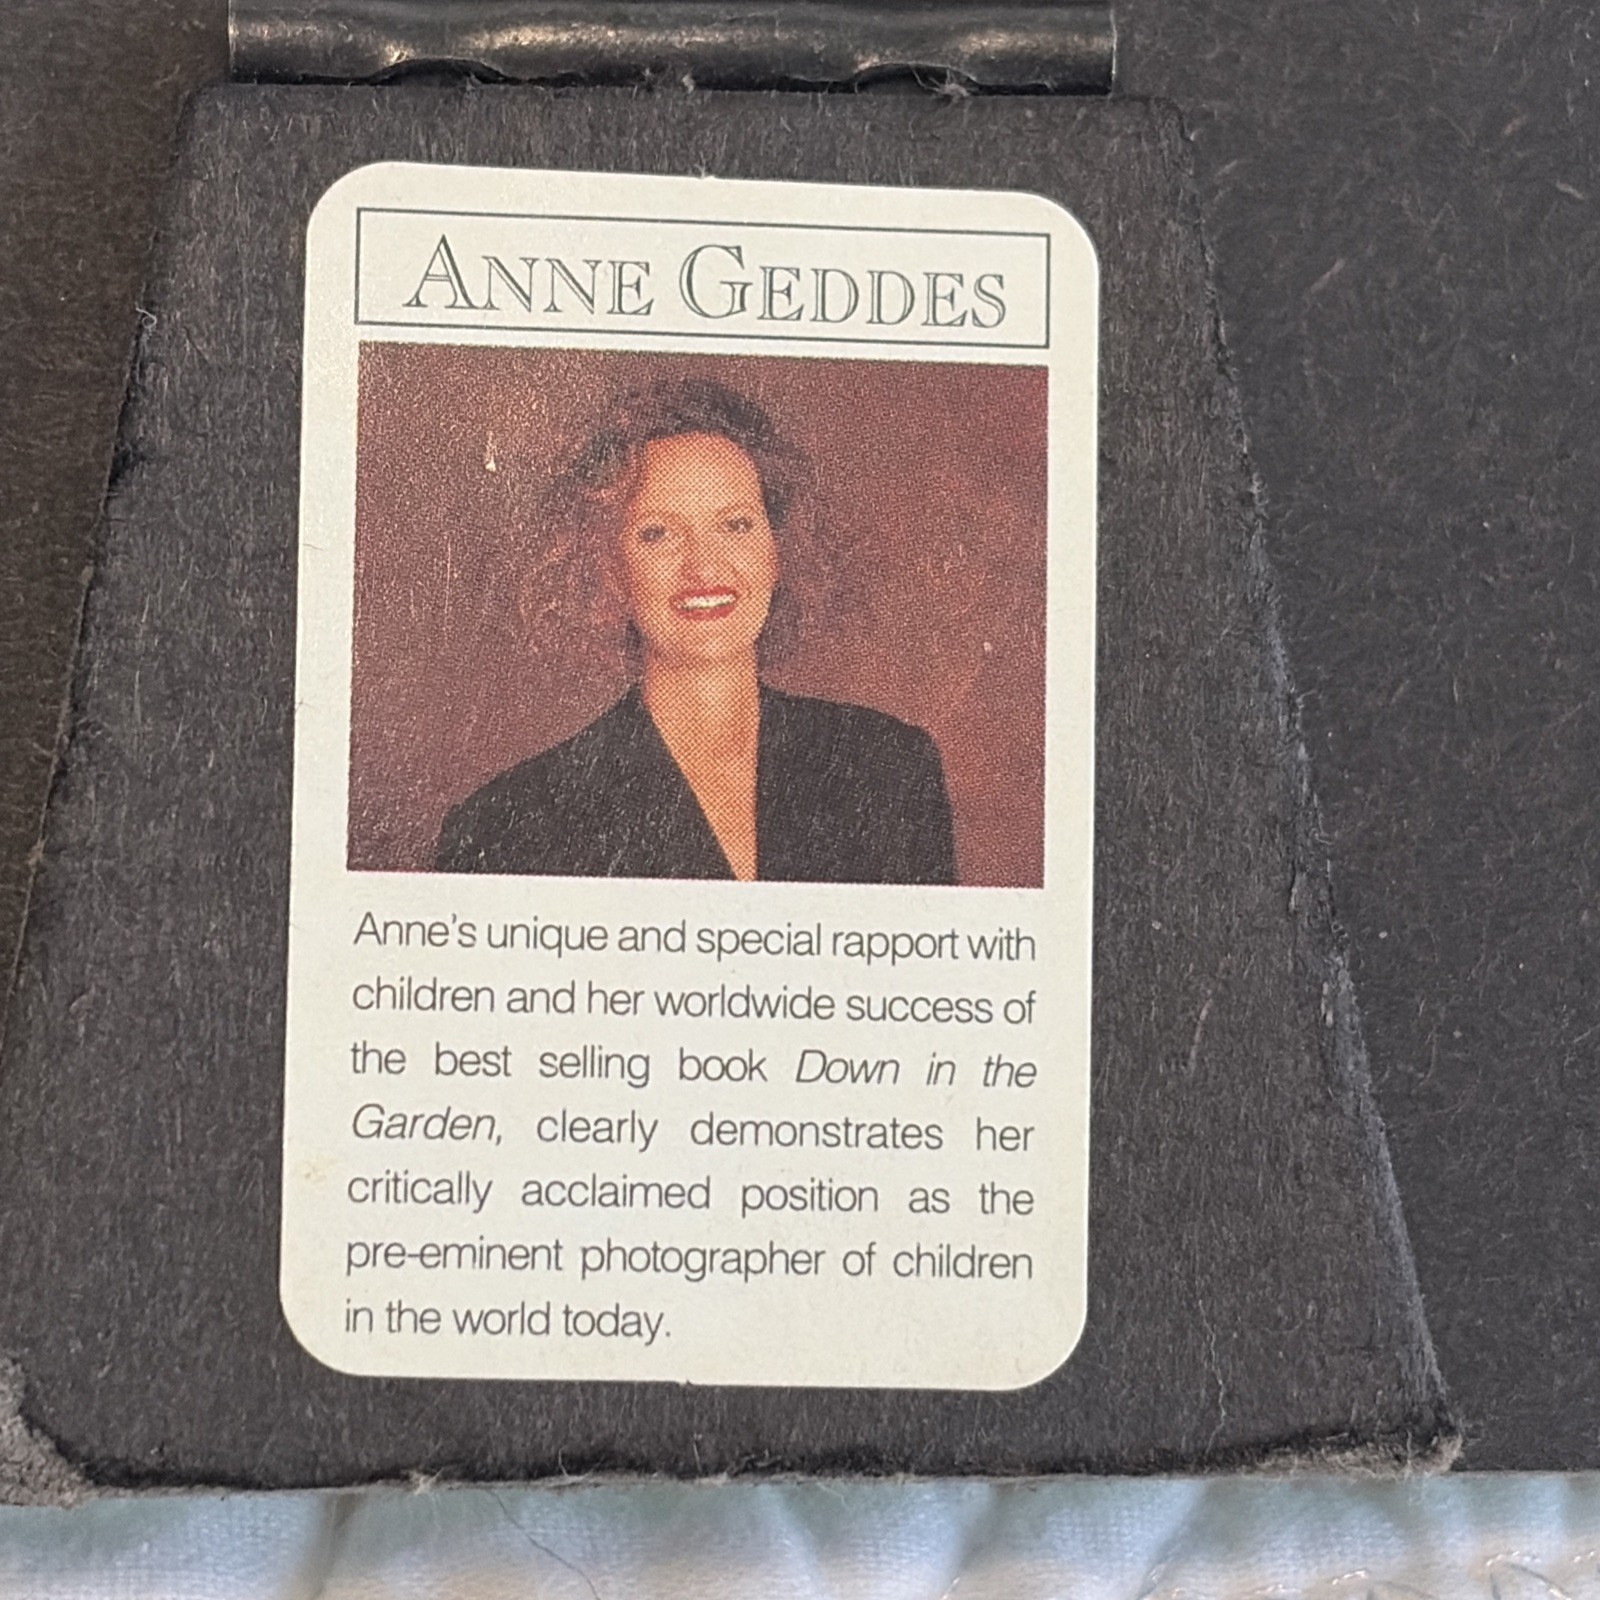 ANNE GEDDES
Anne's unique and special rapport with
children and her worldwide success of
the best selling book Down in the
Garden, clearly demonstrates her
critically acclaimed position as the
pre-eminent photographer of children
in the world today.